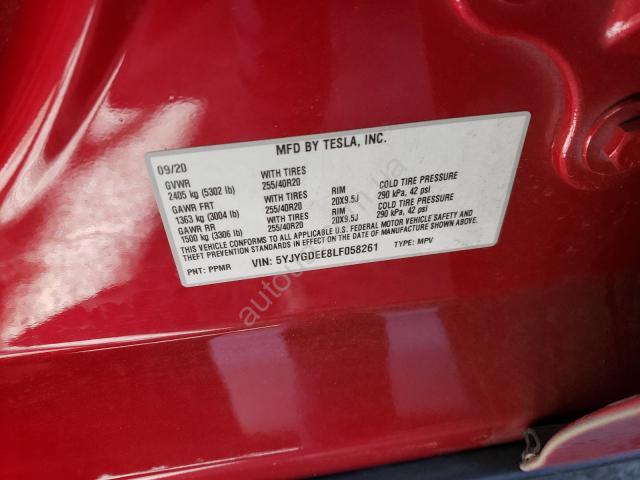 MFD BY TESLA, INC.
09/20
GVWR WITH TIRES RIM COLD TIRE PRESSURE
2405 kg (5302 lb) 255/40R20 20X9.5J 290 kPa, 42 psi
GAWR FRT WITH TIRES RIM COLD TIRE PRESSURE
1363 kg (3004 lb) 255/40R20 20X9.5J 290 kPa, 42 psi
GAWR RR WITH TIRES
1500 kg (3306 lb) 255/40R20
THIS VEHICLE CONFORMS TO ALL APPLICABLE U.S. FEDERAL MOTOR VEHICLE SAFETY AND
THEFT PREVENTION STANDARDS IN EFFECT ON THE DATE OF MANUFACTURE SHOWN ABOVE.
PNT: PPMR VIN: 5YJYGDEE8LF058261 TYPE: MPV